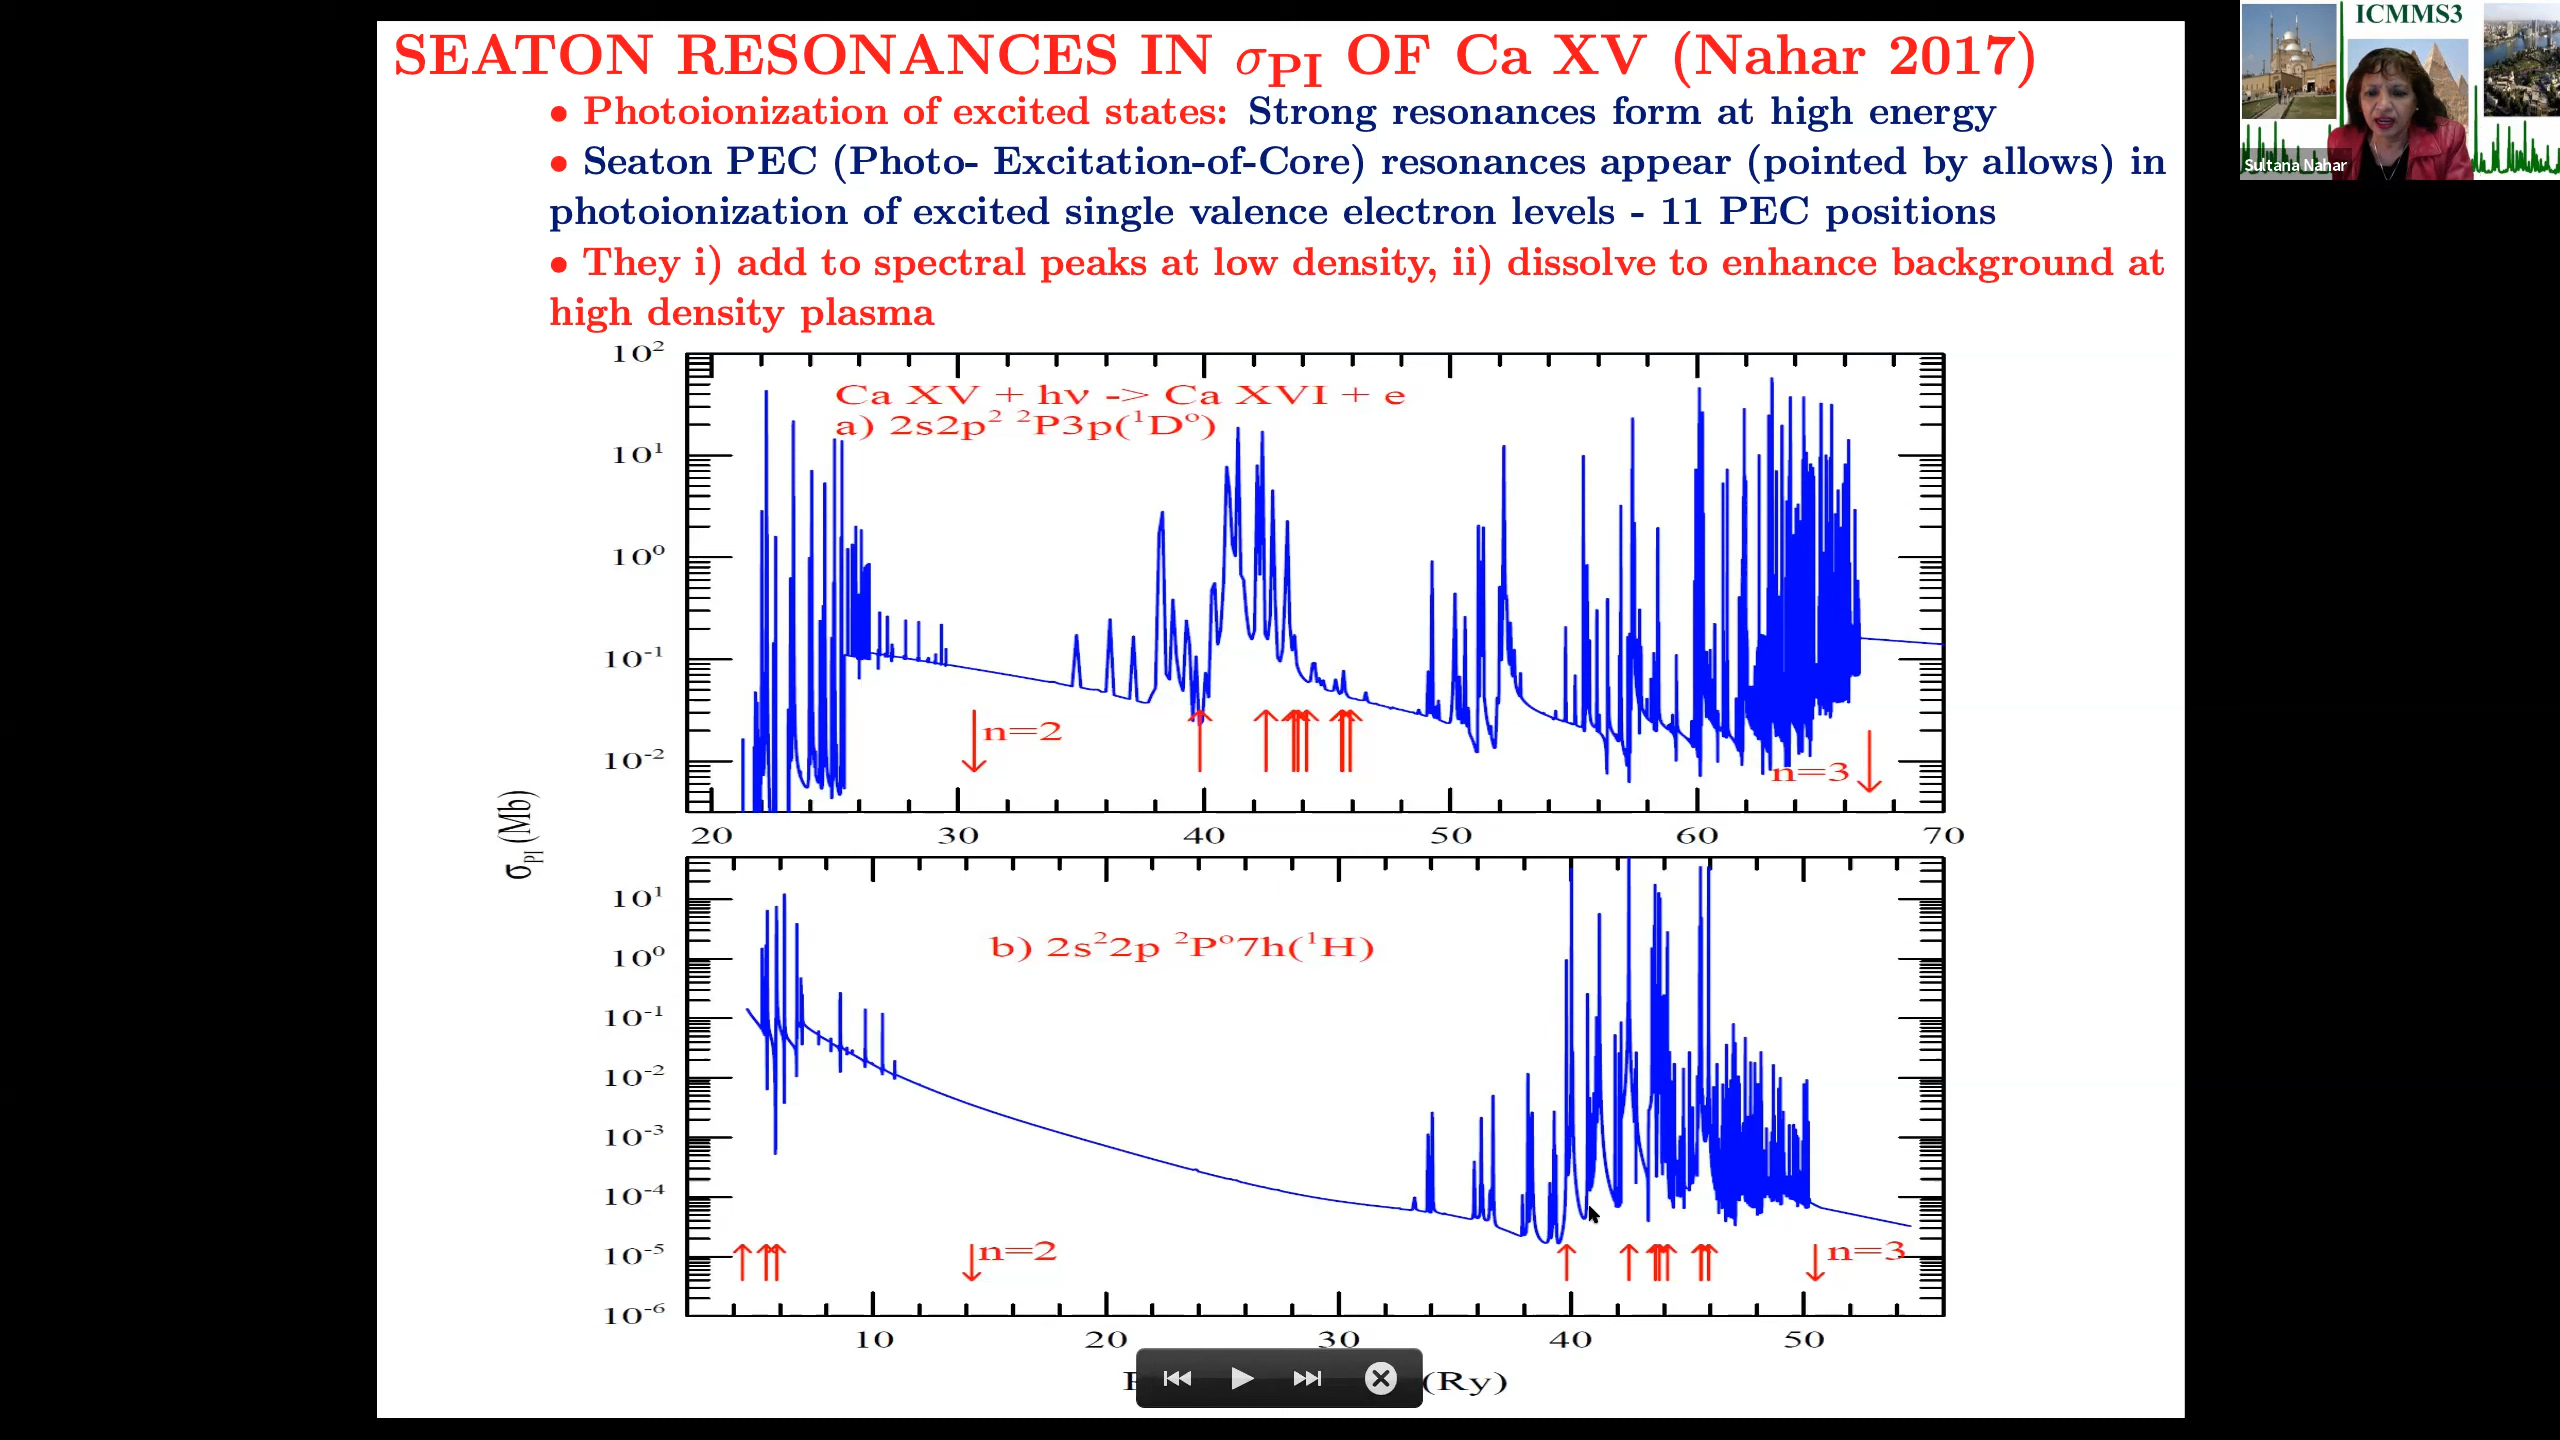 SEATON RESONANCES IN σPI OF Ca XV (Nahar 2017)
• Photoionization of excited states: Strong resonances form at high energy
• Seaton PEC (Photo- Excitation-of-Core) resonances appear (pointed by allows) in
photoionization of excited single valence electron levels - 11 PEC positions
• They i) add to spectral peaks at low density, ii) dissolve to enhance background at
high density plasma
ICMMS3
Sultana Nahar
Ca XV + hν -> Ca XVI + e
a) 2s2p² ²P3p(¹Dᵒ)
10²
10¹
10⁰
10⁻¹
10⁻²
n=2
n=3
20 30 40 50 60 70
σPI (Mb)
b) 2s²2p ²Pᵒ7h(¹H)
10¹
10⁰
10⁻¹
10⁻²
10⁻³
10⁻⁴
10⁻⁵
10⁻⁶
n=2
n=3
10 20 30 40 50
(Ry)